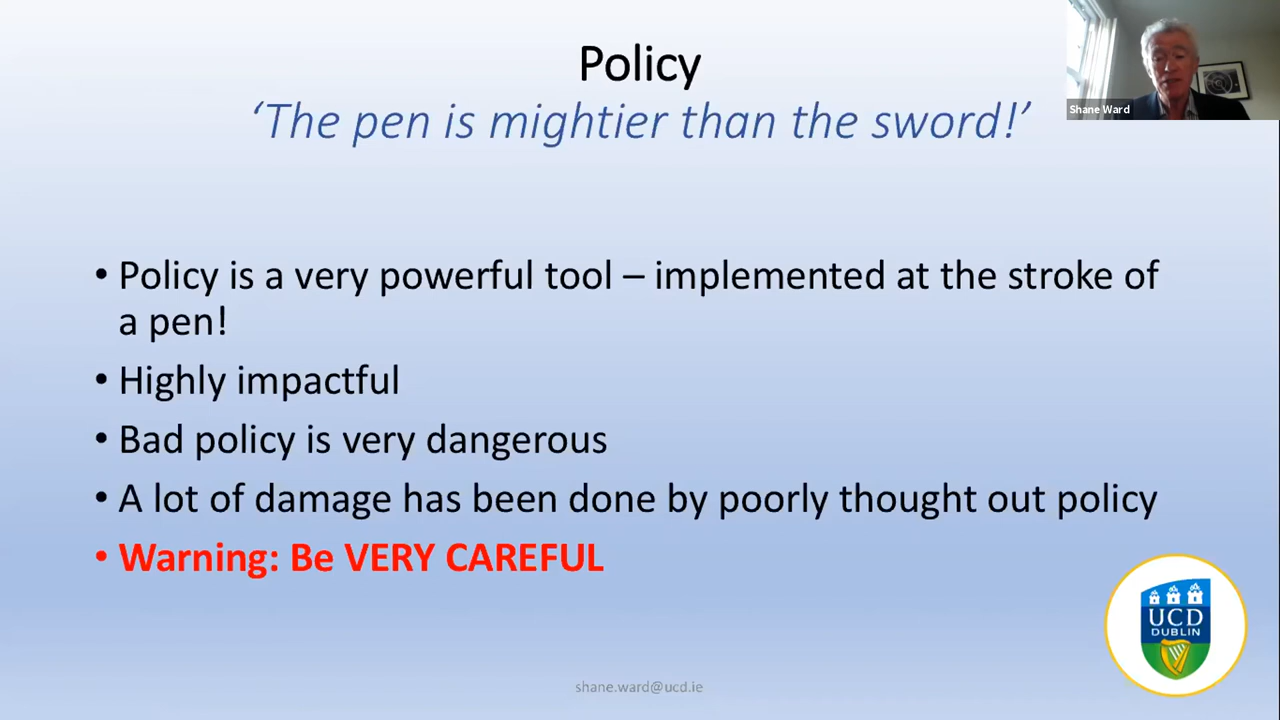 Policy
‘The pen is mightier than the sword!’
Shane Ward
• Policy is a very powerful tool – implemented at the stroke of
a pen!
• Highly impactful
• Bad policy is very dangerous
• A lot of damage has been done by poorly thought out policy
• Warning: Be VERY CAREFUL
UCD
DUBLIN
shane.ward@ucd.ie